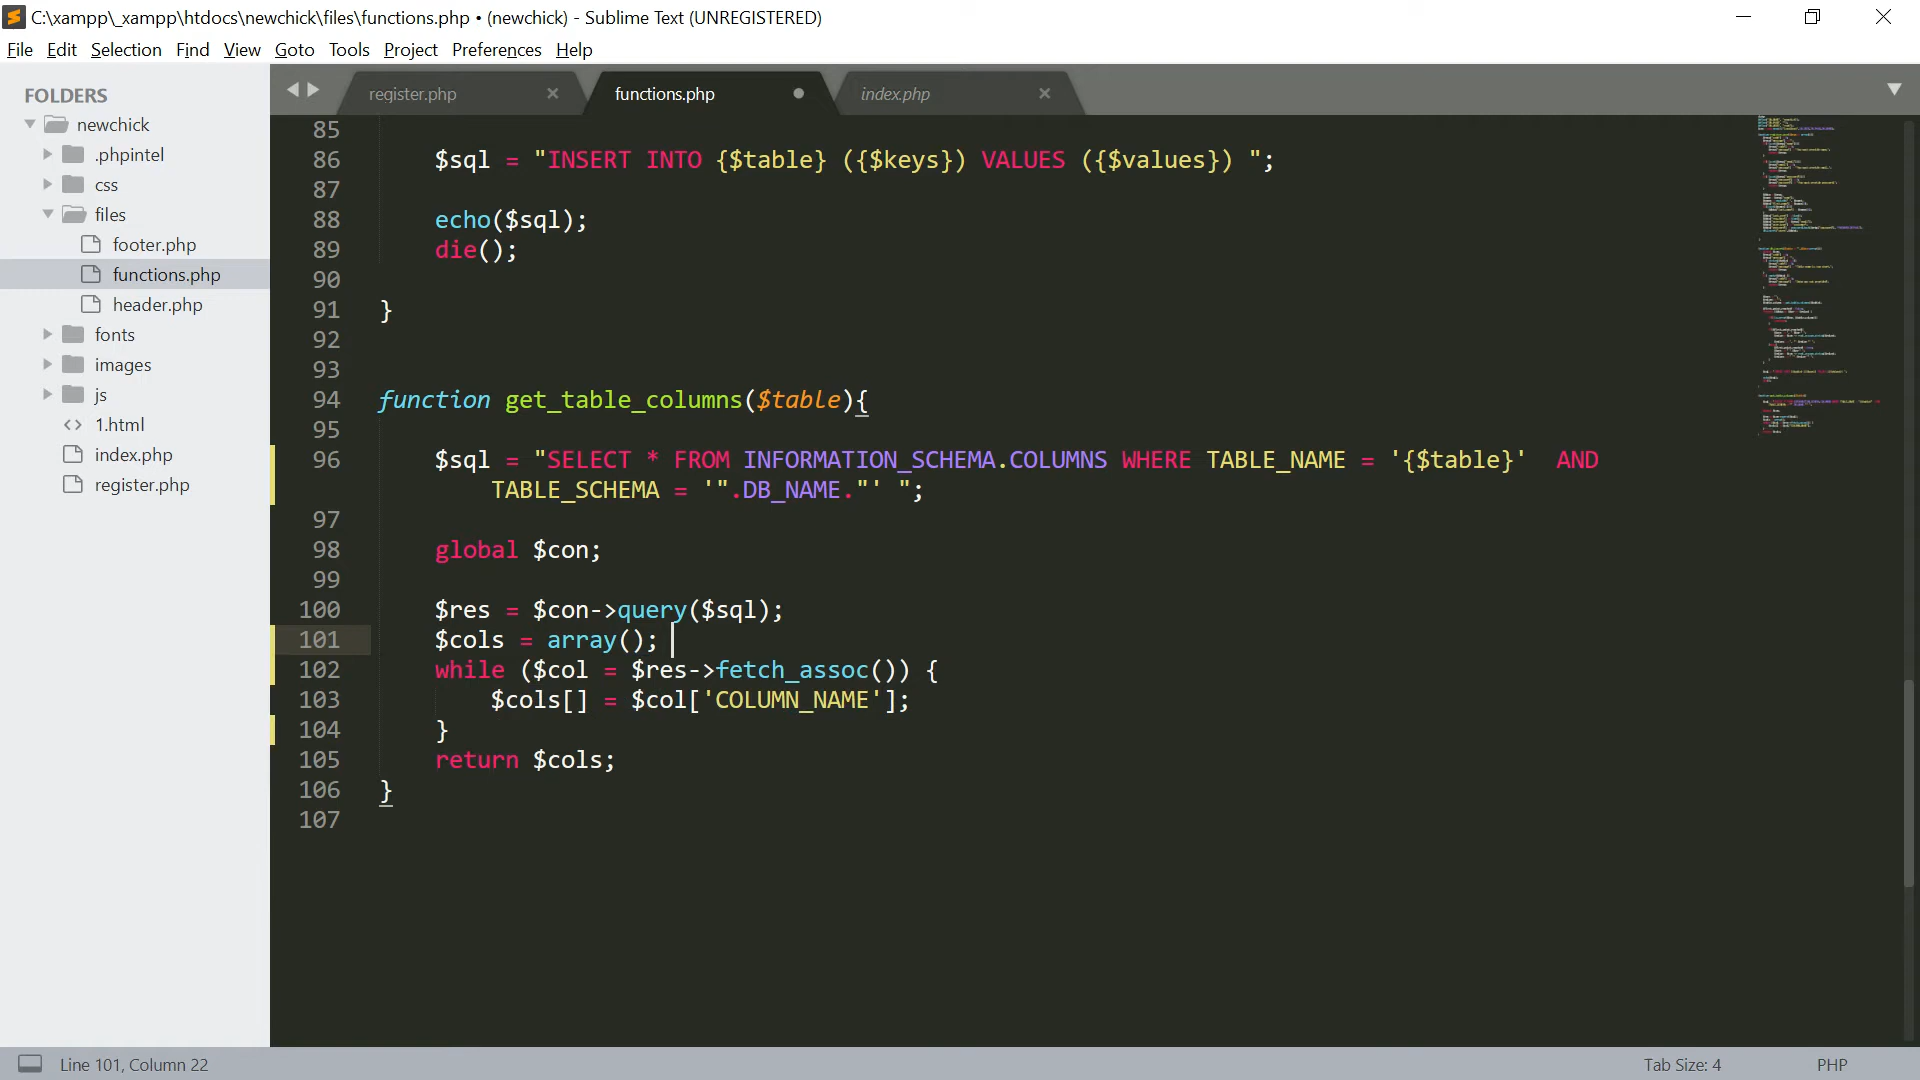 C:\xampp\_xampp\htdocs\newchick\files\functions.php • (newchick) - Sublime Text (UNREGISTERED)
File Edit Selection Find View Goto Tools Project Preferences Help
FOLDERS
newchick
.phpintel
css
files
footer.php
functions.php
header.php
fonts
images
js
<> 1.html
index.php
register.php
register.php × functions.php index.php ×
85
86 $sql = "INSERT INTO {$table} ({$keys}) VALUES ({$values}) ";
87
88 echo($sql);
89 die();
90
91 }
92
93
94 function get_table_columns($table){
95
96 $sql = "SELECT * FROM INFORMATION_SCHEMA.COLUMNS WHERE TABLE_NAME = '{$table}'  AND
TABLE_SCHEMA = '".DB_NAME."' ";
97
98 global $con;
99
100 $res = $con->query($sql);
101 $cols = array();
102 while ($col = $res->fetch_assoc()) {
103 $cols[] = $col['COLUMN_NAME'];
104 }
105 return $cols;
106 }
107
Line 101, Column 22 Tab Size: 4 PHP